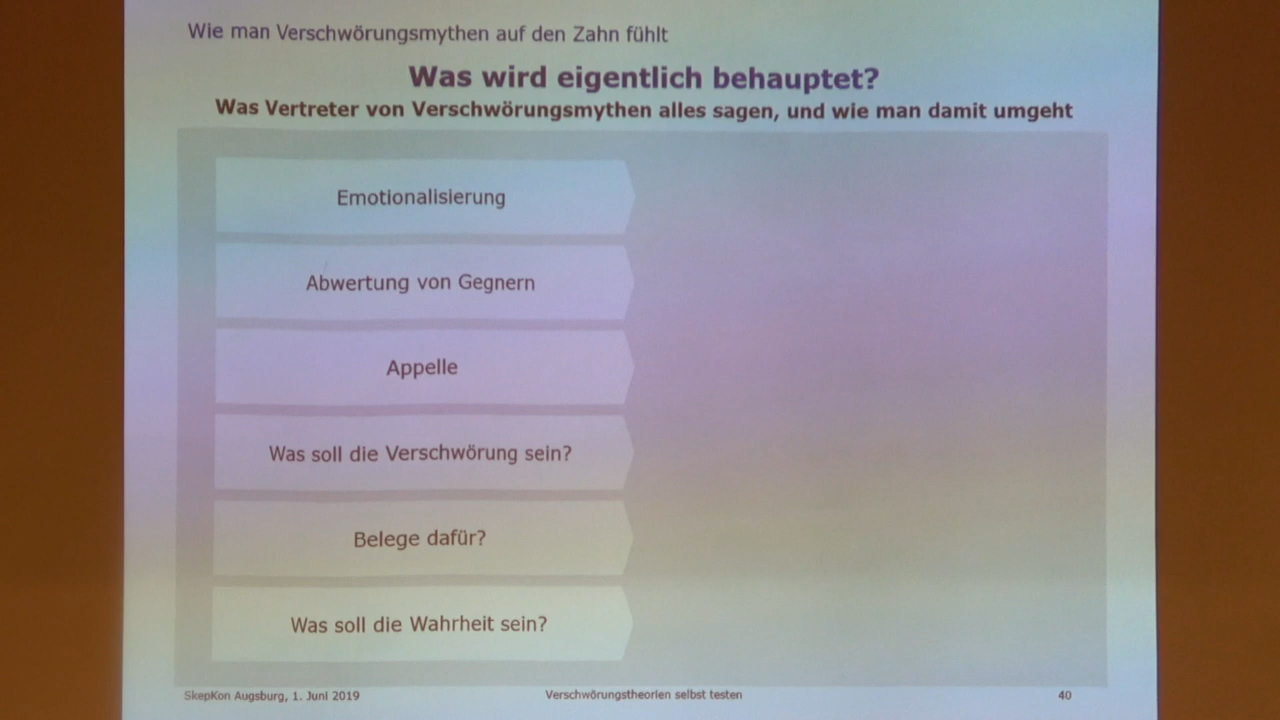 Wie man Verschwörungsmythen auf den Zahn fühlt
Was wird eigentlich behauptet?
Was Vertreter von Verschwörungsmythen alles sagen, und wie man damit umgeht
Emotionalisierung
Abwertung von Gegnern
Appelle
Was soll die Verschwörung sein?
Belege dafür?
Was soll die Wahrheit sein?
SkepKon Augsburg, 1. Juni 2019
Verschwörungstheorien selbst testen
40